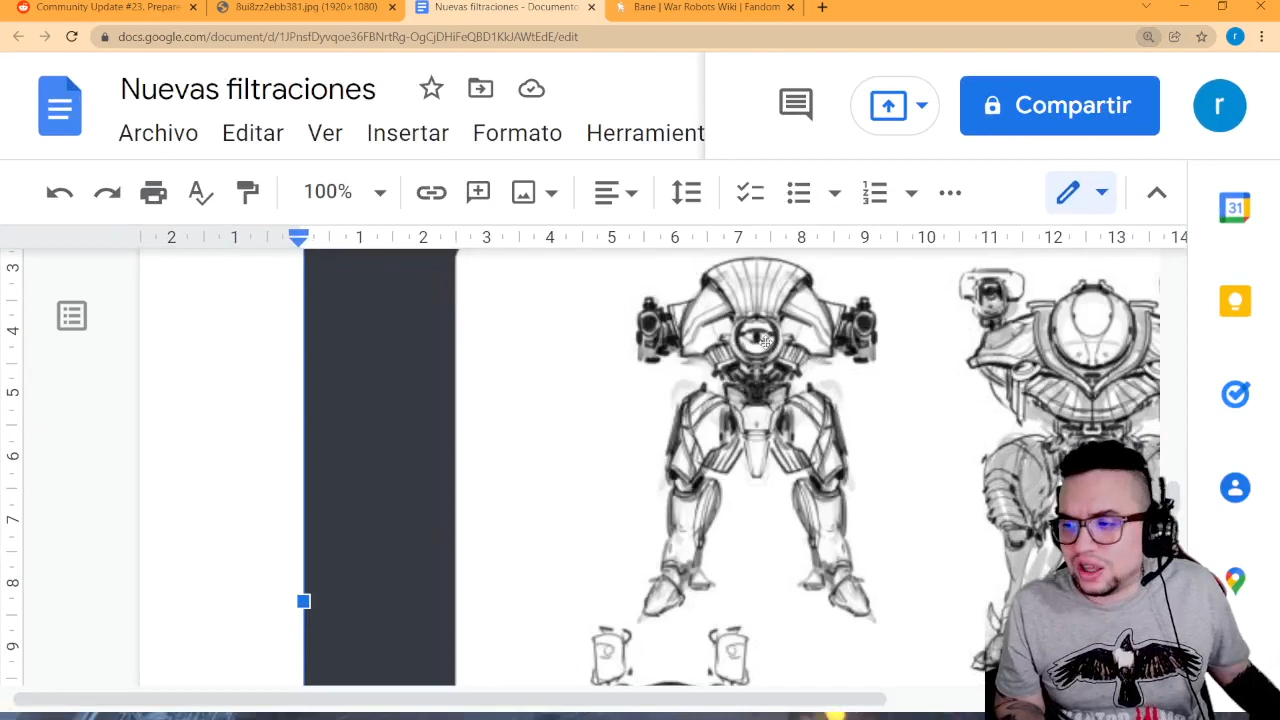 Community Update #23. Prepare
8ui8zz2ebb381.jpg (1920×1080)
Nuevas filtraciones - Documento
Bane | War Robots Wiki | Fandom
docs.google.com/document/d/1JPnsfDyvqoe36FBNrtRg-OgCjDHiFeQBD1KkJAWtEdE/edit
r
Nuevas filtraciones
Compartir
r
Archivo Editar Ver Insertar Formato Herramient
100%
31
2 1 1 2 3 4 5 6 7 8 9 10 11 12 13 14
3
4
5
6
7
8
9